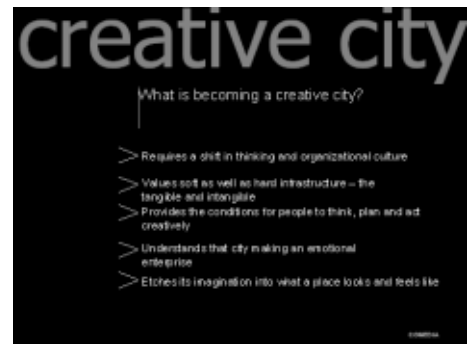 creative city
What is becoming a creative city?
Requires a shift in thinking and organizational culture
Values soft as well as hard infrastructure – the
tangible and intangible
Provides the conditions for people to think, plan and act
creatively
Understands that city making an emotional
enterprise
Etches its imagination into what a place looks and feels like
COMEDIA